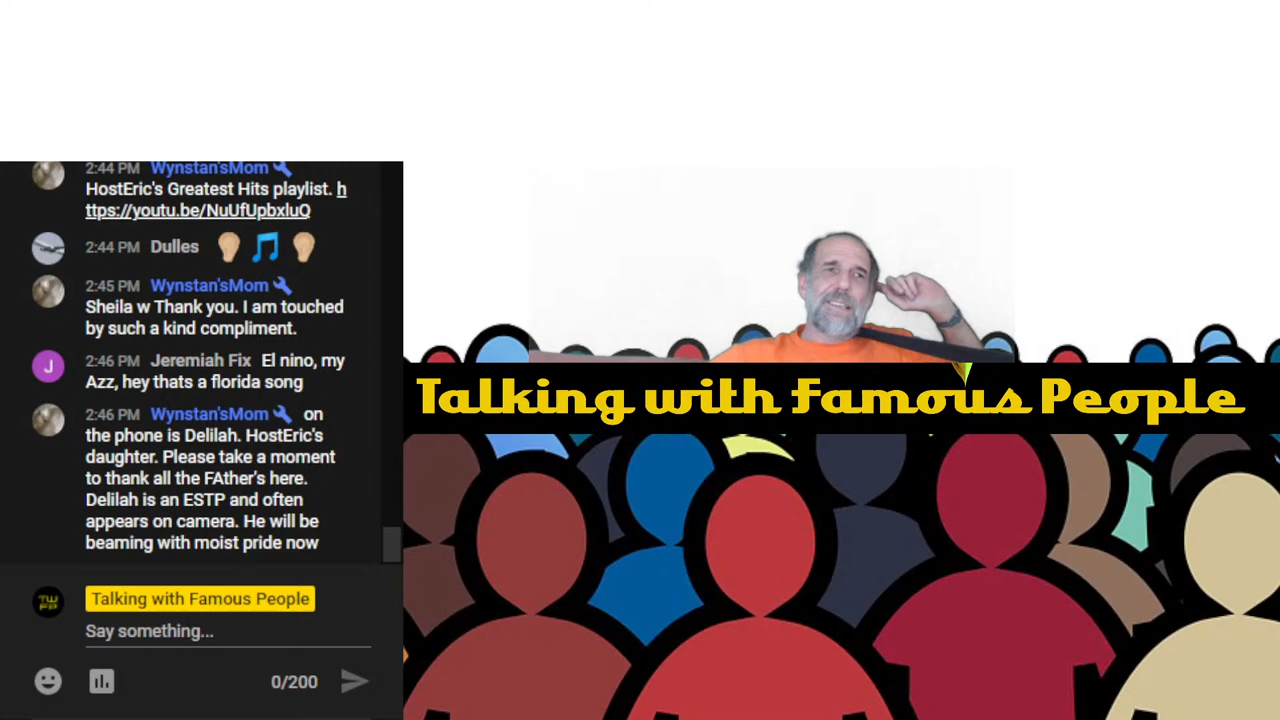 2:44 PM Wynstan'sMom
HostEric's Greatest Hits playlist. h
ttps://youtu.be/NuUfUpbxluQ
2:44 PM Dulles
2:45 PM Wynstan'sMom
Sheila w Thank you. I am touched
by such a kind compliment.
2:46 PM Jeremiah Fix El nino, my
Azz, hey thats a florida song
2:46 PM Wynstan'sMom on
the phone is Delilah. HostEric's
daughter. Please take a moment
to thank all the FAther's here.
Delilah is an ESTP and often
appears on camera. He will be
beaming with moist pride now
Talking with Famous People
Say something...
0/200
J
TW
FP
Talking with Famous People